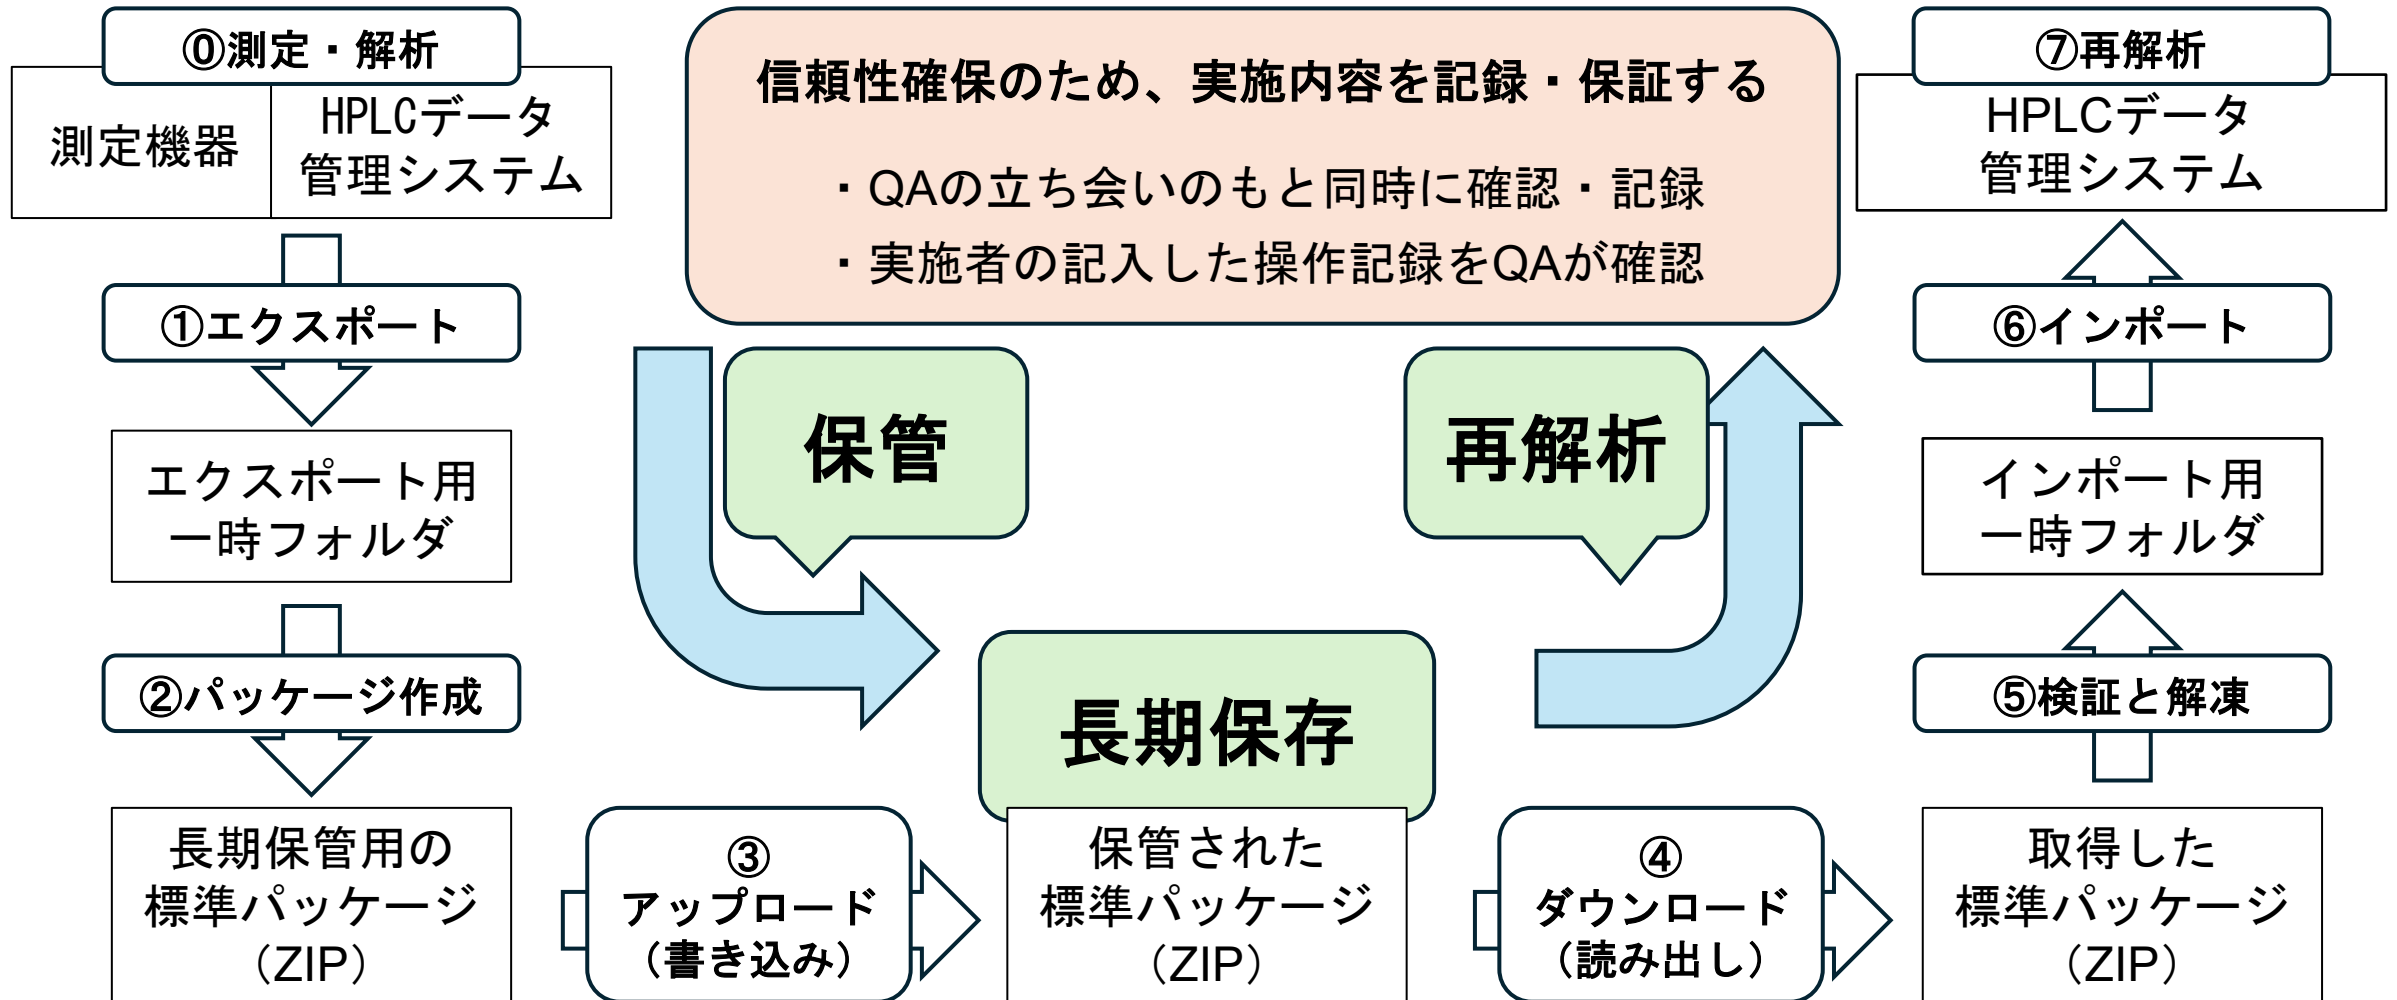 ⓪測定・解析
測定機器
HPLCデータ
管理システム
①エクスポート
エクスポート用
一時フォルダ
②パッケージ作成
長期保管用の
標準パッケージ
（ZIP）
信頼性確保のため、実施内容を記録・保証する
・QAの立ち会いのもと同時に確認・記録
・実施者の記入した操作記録をQAが確認
保管
再解析
長期保存
③
アップロード
（書き込み）
保管された
標準パッケージ
（ZIP）
④
ダウンロード
（読み出し）
⑦再解析
HPLCデータ
管理システム
⑥インポート
インポート用
一時フォルダ
⑤検証と解凍
取得した
標準パッケージ
（ZIP）